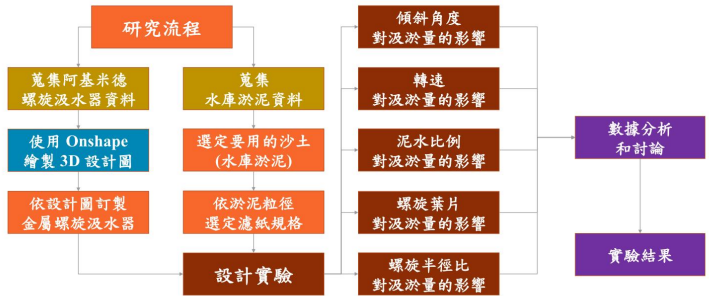 研究流程
蒐集阿基米德
螺旋汲水器資料
使用 Onshape
繪製 3D 設計圖
依設計圖訂製
金屬螺旋汲水器
蒐集
水庫淤泥資料
選定要用的沙土
(水庫淤泥)
依淤泥粒徑
選定濾紙規格
設計實驗
傾斜角度
對汲淤量的影響
轉速
對汲淤量的影響
泥水比例
對汲淤量的影響
螺旋葉片
對汲淤量的影響
螺旋半徑比
對汲淤量的影響
數據分析
和討論
實驗結果